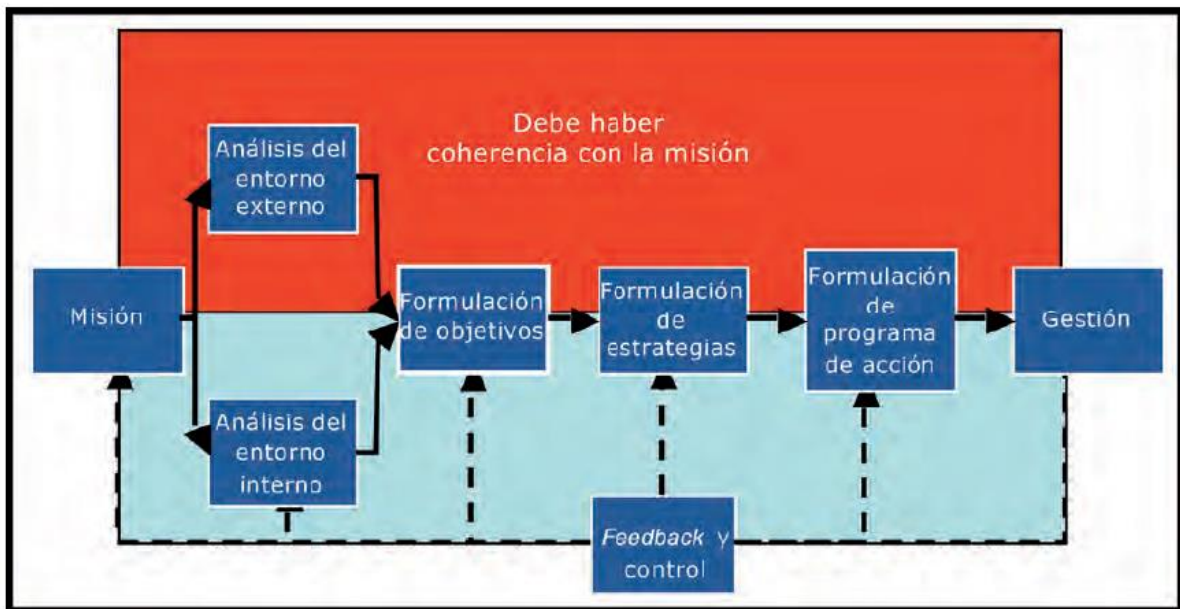 Debe haber
coherencia con la misión
Análisis del
entorno
externo
Misión
Formulación
de objetivos
Formulación
de
estrategias
Formulación
de
programa
de acción
Gestión
Análisis del
entorno
interno
Feedback y
control